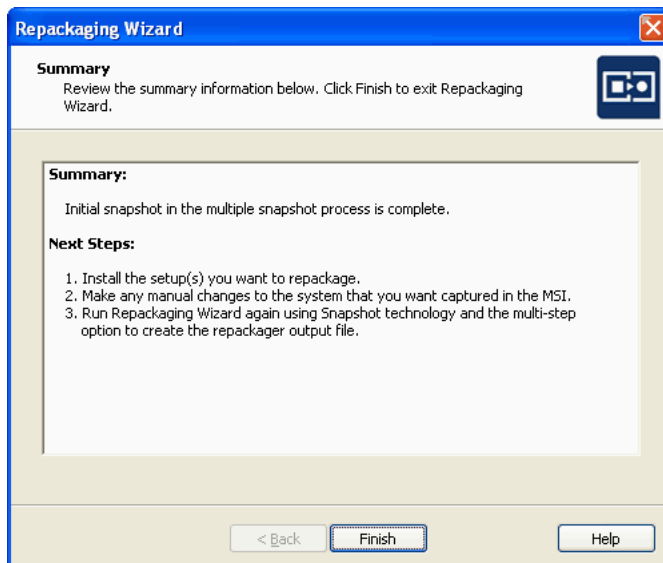 Repackaging Wizard
Summary
Review the summary information below. Click Finish to exit Repackaging
Wizard.
Summary:
Initial snapshot in the multiple snapshot process is complete.
Next Steps:
1. Install the setup(s) you want to repackage.
2. Make any manual changes to the system that you want captured in the MSI.
3. Run Repackaging Wizard again using Snapshot technology and the multi-step
option to create the repackager output file.
< Back
Finish
Help